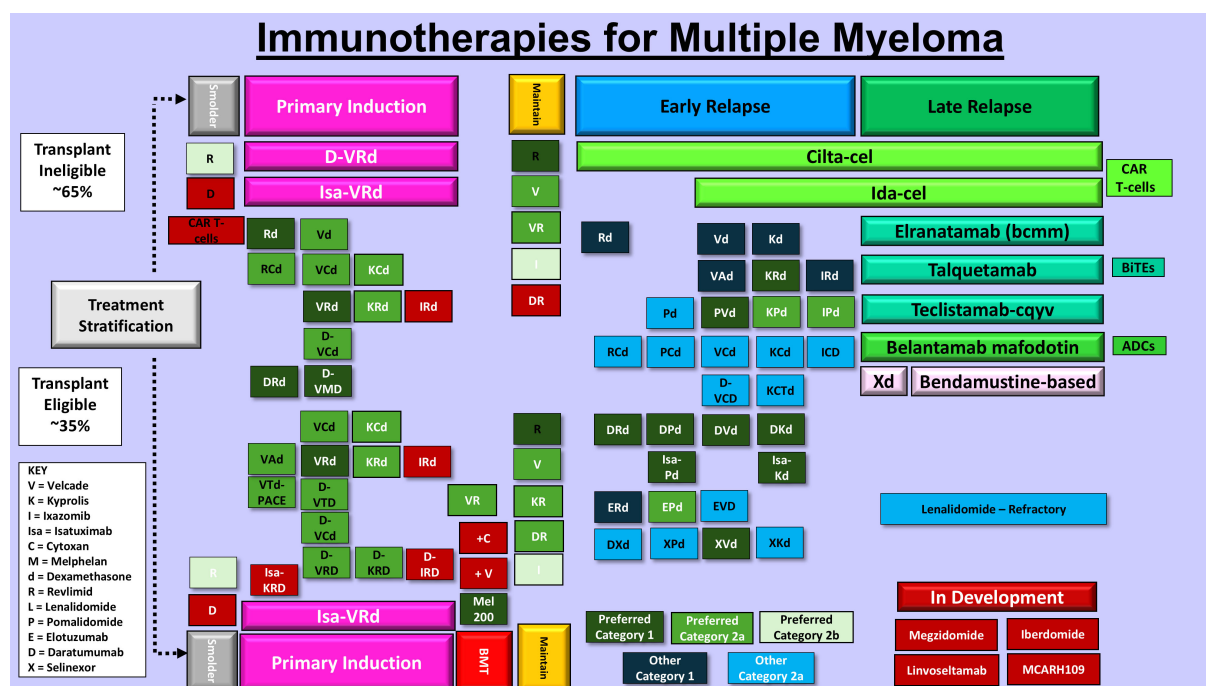 Immunotherapies for Multiple Myeloma
Smolder
Primary Induction
Maintain
Early Relapse
Late Relapse
Transplant
Ineligible
~65%
R
D-VRd
R
Cilta-cel
CAR
T-cells
D
Isa-VRd
V
Ida-cel
CAR T-
cells
Rd
Vd
VR
Rd
Vd
Kd
Elranatamab (bcmm)
RCd
VCd
KCd
I
VAd
KRd
IRd
Talquetamab
BiTEs
Treatment
Stratification
VRd
KRd
IRd
DR
Pd
PVd
KPd
IPd
Teclistamab-cqyv
D-
VCd
RCd
PCd
VCd
KCd
ICD
Belantamab mafodotin
ADCs
Transplant
Eligible
~35%
DRd
D-
VMD
D-
VCD
KCTd
Xd
Bendamustine-based
VCd
KCd
R
DRd
DPd
DVd
DKd
VAd
VRd
KRd
IRd
V
Isa-
Pd
Isa-
Kd
KEY
V = Velcade
K = Kyprolis
I = Ixazomib
Isa = Isatuximab
C = Cytoxan
M = Melphelan
d = Dexamethasone
R = Revlimid
L = Lenalidomide
P = Pomalidomide
E = Elotuzumab
D = Daratumumab
X = Selinexor
VTd-
PACE
D-
VTD
VR
KR
ERd
EPd
EVD
Lenalidomide – Refractory
D-
VCd
+C
DR
DXd
XPd
XVd
XKd
R
Isa-
KRD
D-
VRD
D-
KRD
D-
IRD
+ V
I
D
Isa-VRd
Mel
200
Preferred
Category 1
Preferred
Category 2a
Preferred
Category 2b
In Development
Smolder
Primary Induction
BMT
Maintain
Other
Category 1
Other
Category 2a
Megzidomide
Iberdomide
Linvoseltamab
MCARH109